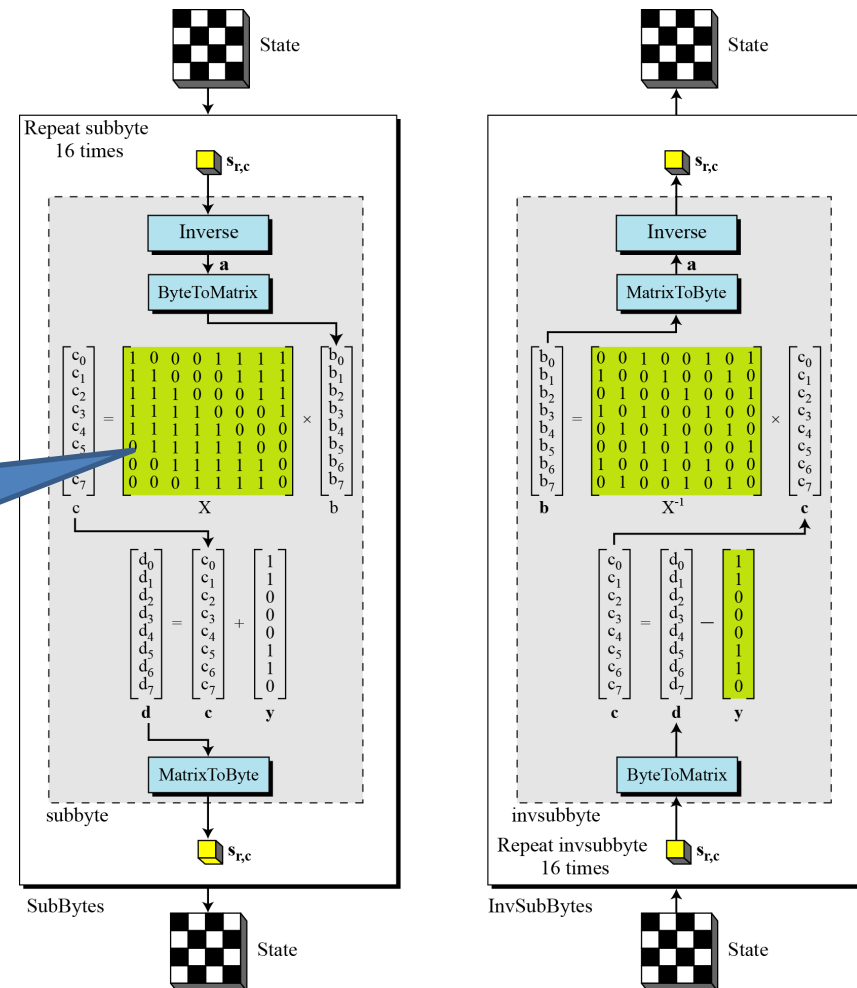 State
Repeat subbyte
16 times
s_r,c
Inverse
a
ByteToMatrix
c₀ 1 0 0 0 1 1 1 1 b₀
c₁ 1 1 0 0 0 1 1 1 b₁
c₂ 1 1 1 0 0 0 1 1 b₂
c₃ = 1 1 1 1 0 0 0 1 × b₃
c₄ 1 1 1 1 1 0 0 0 b₄
c₅ 0 1 1 1 1 1 0 0 b₅
0 0 1 1 1 1 1 0 b₆
c₇ 0 0 0 1 1 1 1 0 b₇
c X b
d₀ c₀ 1
d₁ c₁ 1
d₂ c₂ 0
d₃ = c₃ + 0
d₄ c₄ 0
d₅ c₅ 1
d₆ c₆ 1
d₇ c₇ 0
d c y
MatrixToByte
subbyte
s_r,c
SubBytes
State
State
s_r,c
Inverse
a
MatrixToByte
b₀ 0 0 1 0 0 1 0 1 c₀
b₁ 1 0 0 1 0 0 1 0 c₁
b₂ 0 1 0 0 1 0 0 1 c₂
b₃ = 1 0 1 0 0 1 0 0 × c₃
b₄ 0 1 0 1 0 0 1 0 c₄
b₅ 0 0 1 0 1 0 0 1 c₅
b₆ 1 0 0 1 0 1 0 0 c₆
b₇ 0 1 0 0 1 0 1 0 c₇
b X⁻¹ c
c₀ d₀ 1
c₁ d₁ 1
c₂ d₂ 0
c₃ = d₃ — 0
c₄ d₄ 0
c₅ d₅ 1
c₆ d₆ 1
c₇ d₇ 0
c d y
ByteToMatrix
invsubbyte
Repeat invsubbyte
16 times
s_r,c
InvSubBytes
State